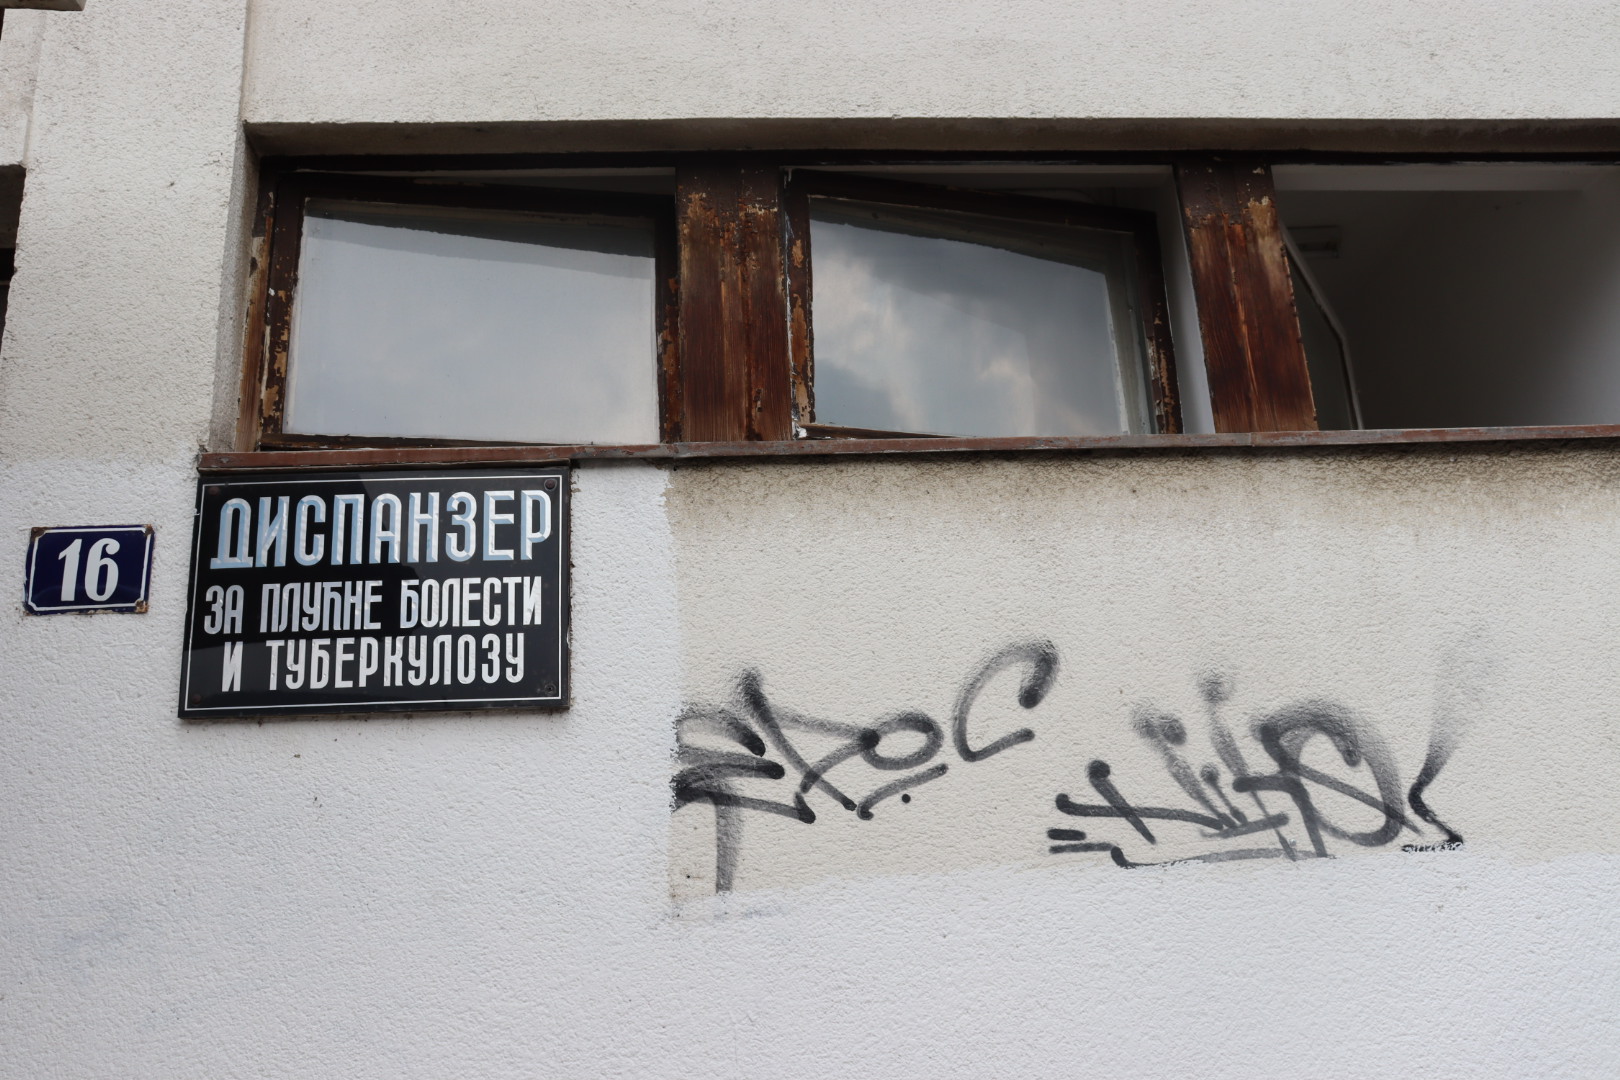 16
ДИСПАНЗЕР
ЗА ПЛУЋНЕ БОЛЕСТИ
И ТУБЕРКУЛОЗУ